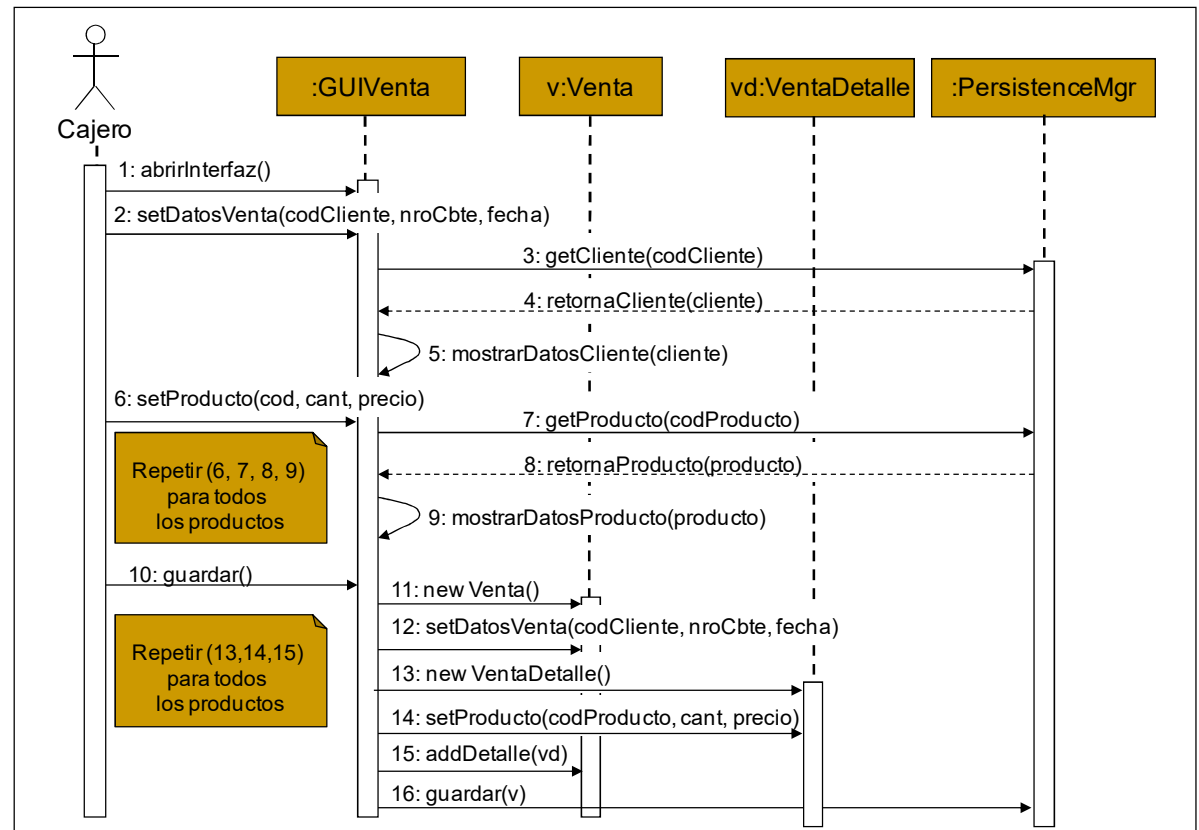 :GUIVenta
v:Venta
vd:VentaDetalle
:PersistenceMgr
Cajero
1: abrirInterfaz()
2: setDatosVenta(codCliente, nroCbte, fecha)
3: getCliente(codCliente)
4: retornaCliente(cliente)
5: mostrarDatosCliente(cliente)
6: setProducto(cod, cant, precio)
7: getProducto(codProducto)
Repetir (6, 7, 8, 9)
para todos
los productos
8: retornaProducto(producto)
9: mostrarDatosProducto(producto)
10: guardar()
11: new Venta()
12: setDatosVenta(codCliente, nroCbte, fecha)
Repetir (13,14,15)
para todos
los productos
13: new VentaDetalle()
14: setProducto(codProducto, cant, precio)
15: addDetalle(vd)
16: guardar(v)